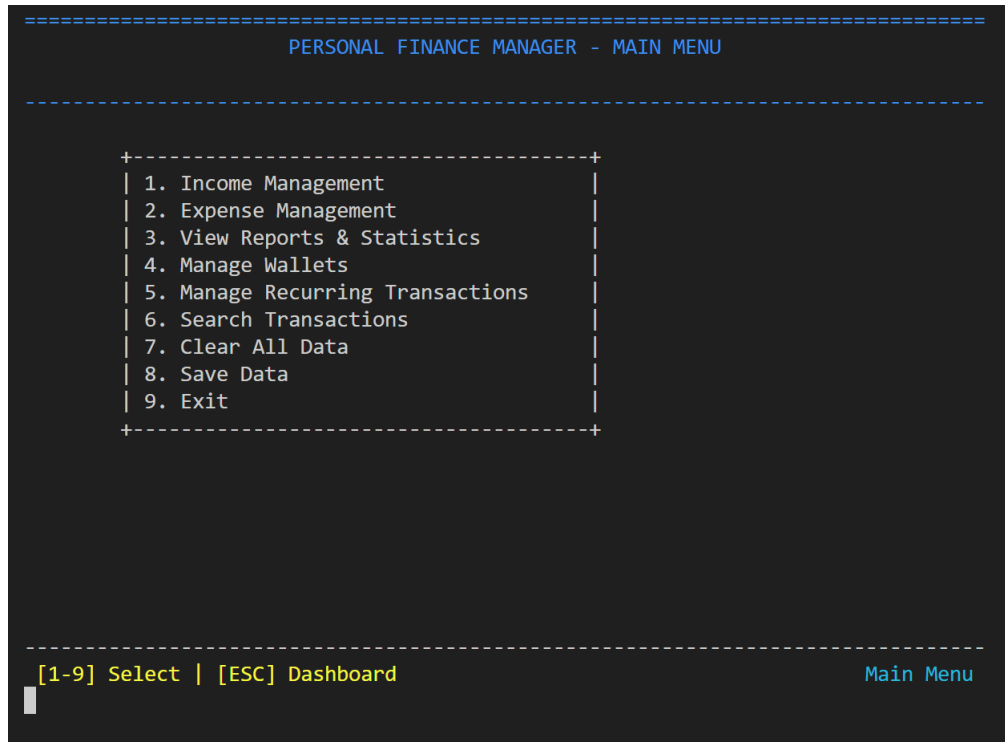 ================================================================================
PERSONAL FINANCE MANAGER - MAIN MENU
--------------------------------------------------------------------------------
+--------------------------------------+
| 1. Income Management |
| 2. Expense Management |
| 3. View Reports & Statistics |
| 4. Manage Wallets |
| 5. Manage Recurring Transactions |
| 6. Search Transactions |
| 7. Clear All Data |
| 8. Save Data |
| 9. Exit |
+--------------------------------------+
--------------------------------------------------------------------------------
[1-9] Select | [ESC] Dashboard Main Menu